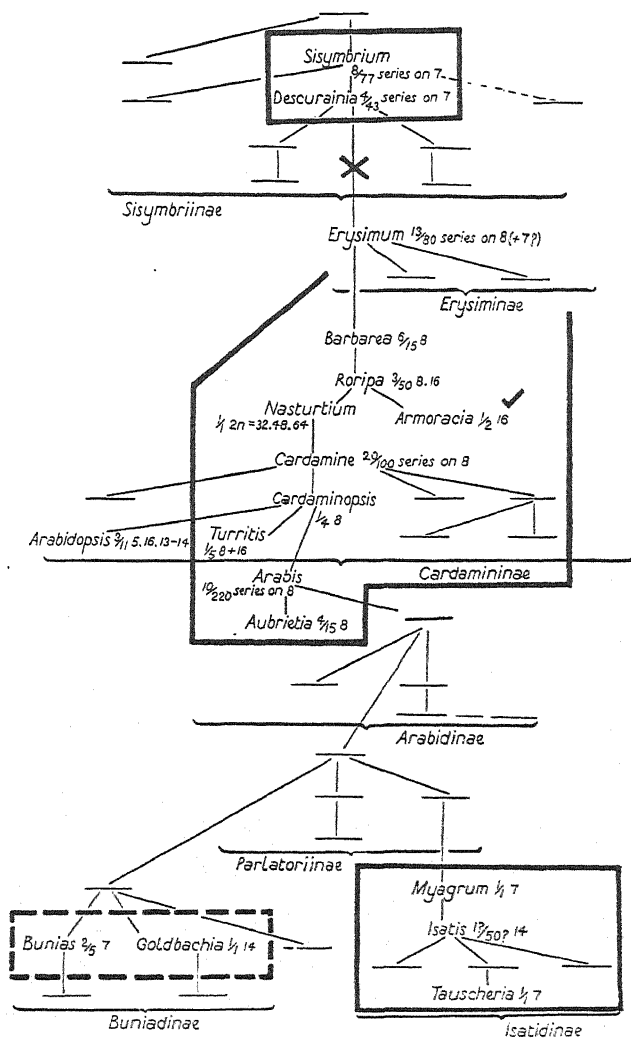 Sisymbrium
8/77 series on 7
Descurainia 4/43 series on 7
Sisymbriinae
Erysimum 13/80 series on 8 (+7?)
Erysiminae
Barbarea 6/15 8
Roripa 3/50 8.16
Nasturtium
1/1 2n=32.48.64
Armoracia 1/2 16
Cardamine 29/100 series on 8
Cardaminopsis
1/4 8
Arabidopsis 3/11 5.16.13-14
Turritis
1/5 8+16
Cardamininae
Arabis
19/220 series on 8
Aubrietia 4/15 8
Arabidinae
Parlatoriinae
Myagrum 1/1 7
Bunias 2/5 7
Goldbachia 1/1 14
Isatis 1?/50? 14
Tauscheria 1/1 7
Buniadinae
Isatidinae